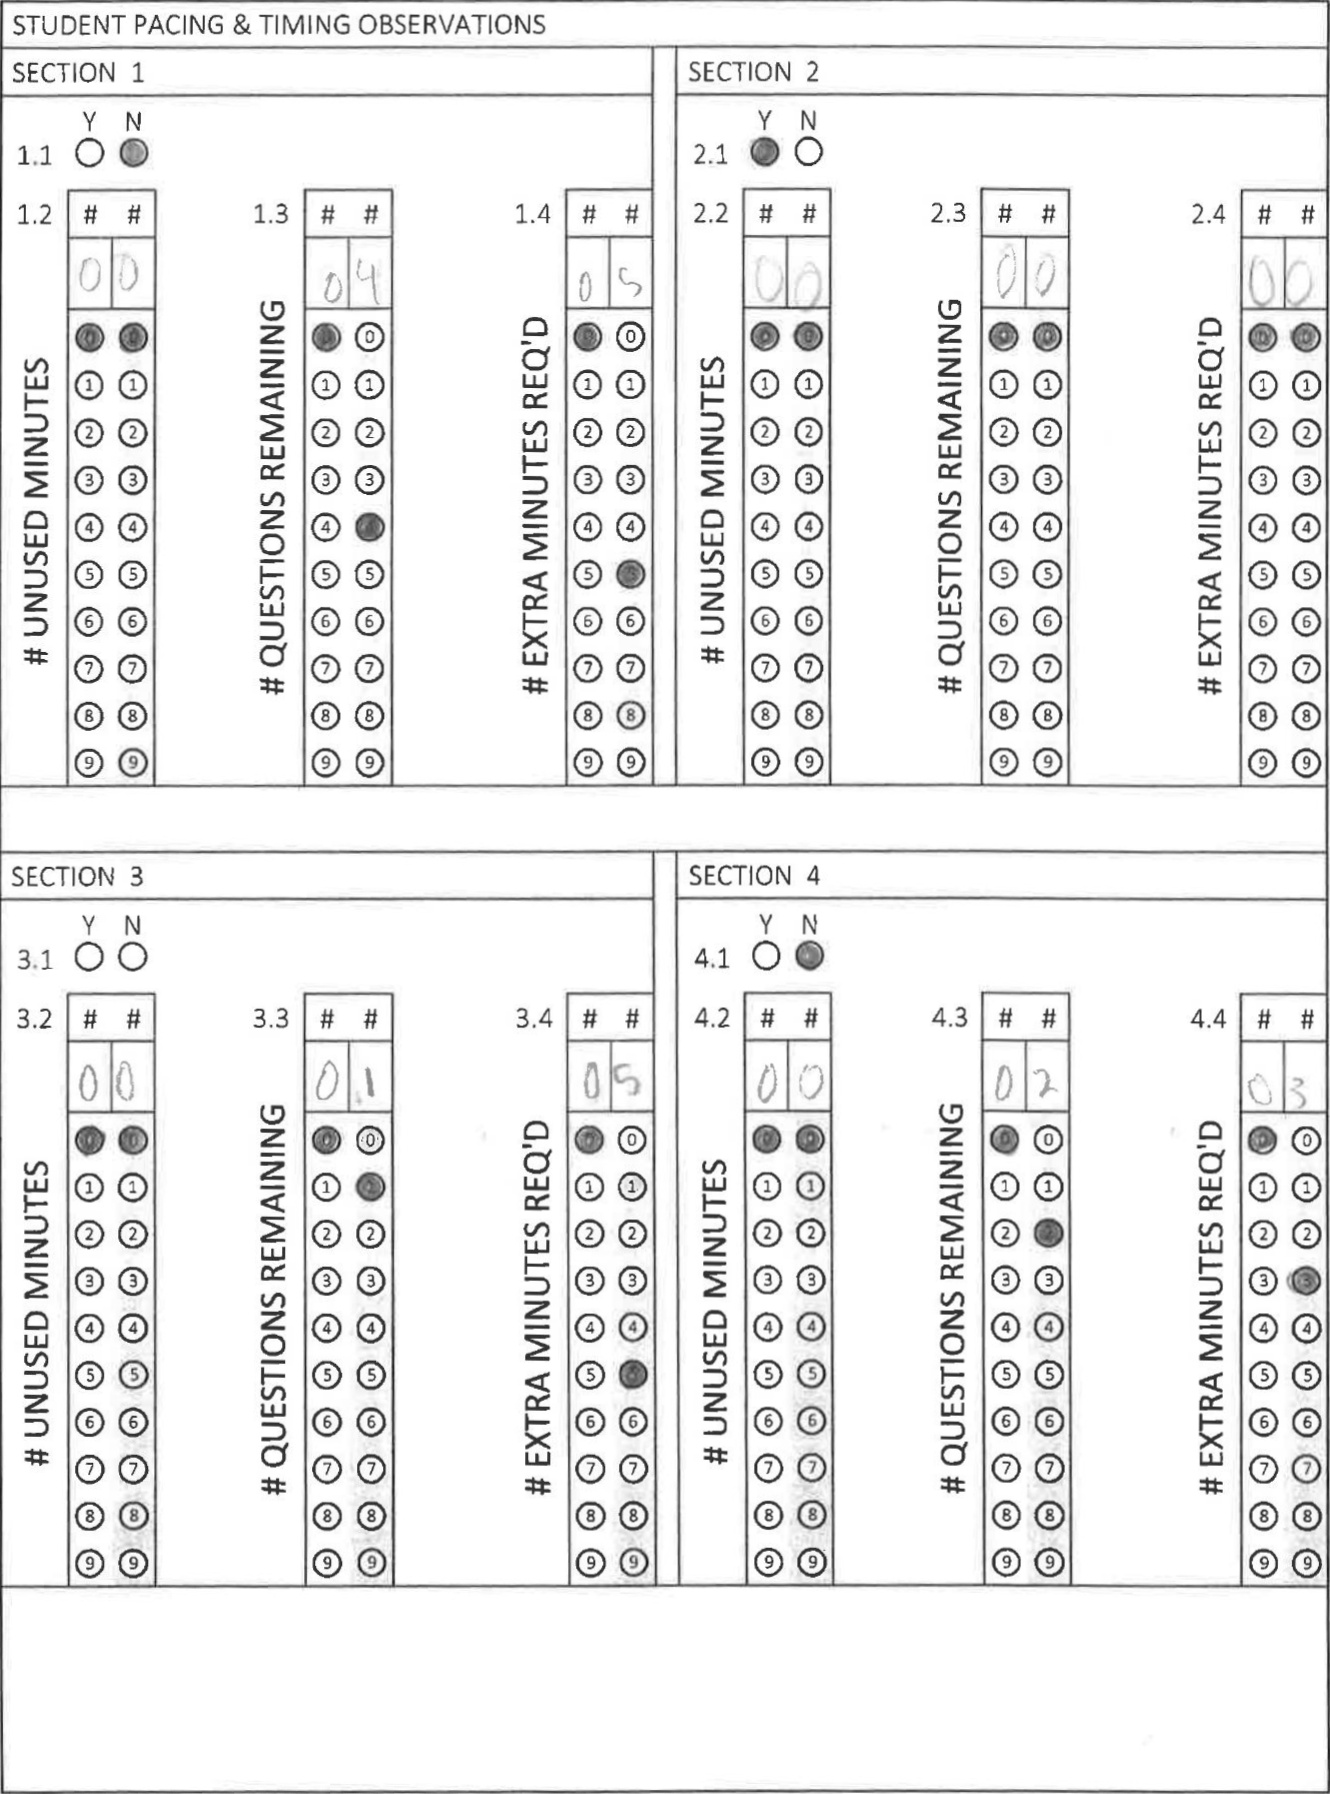 STUDENT PACING & TIMING OBSERVATIONS
SECTION 1
Y N
1.1
1.2 # # 1.3 # # 1.4 # #
0 0 0 4 0 5
# UNUSED MINUTES
# QUESTIONS REMAINING
# EXTRA MINUTES REQ'D
0 0 0 0 0 0
1 1 1 1 1 1
2 2 2 2 2 2
3 3 3 3 3 3
4 4 4 4 4
5 5 5 5 5 5
6 6 6 6 6 6
7 7 7 7 7 7
8 8 8 8 8 8
9 9 9 9 9 9
SECTION 2
Y N
2.1
2.2 # # 2.3 # # 2.4 # #
0 0 0 0 0 0
# UNUSED MINUTES
# QUESTIONS REMAINING
# EXTRA MINUTES REQ'D
0 0 0 0 0 0
1 1 1 1 1 1
2 2 2 2 2 2
3 3 3 3 3 3
4 4 4 4 4 4
5 5 5 5 5 5
6 6 6 6 6 6
7 7 7 7 7 7
8 8 8 8 8 8
9 9 9 9 9 9
SECTION 3
Y N
3.1
3.2 # # 3.3 # # 3.4 # #
0 0 0 1 0 5
# UNUSED MINUTES
# QUESTIONS REMAINING
# EXTRA MINUTES REQ'D
0 0 0 0 0 0
1 1 1 1 1 1
2 2 2 2 2 2
3 3 3 3 3 3
4 4 4 4 4 4
5 5 5 5 5
6 6 6 6 6 6
7 7 7 7 7 7
8 8 8 8 8 8
9 9 9 9 9 9
SECTION 4
Y N
4.1
4.2 # # 4.3 # # 4.4 # #
0 0 0 2 0 3
# UNUSED MINUTES
# QUESTIONS REMAINING
# EXTRA MINUTES REQ'D
0 0 0 0 0 0
1 1 1 1 1 1
2 2 2 2 2 2
3 3 3 3 3 3
4 4 4 4 4 4
5 5 5 5 5 5
6 6 6 6 6 6
7 7 7 7 7 7
8 8 8 8 8 8
9 9 9 9 9 9